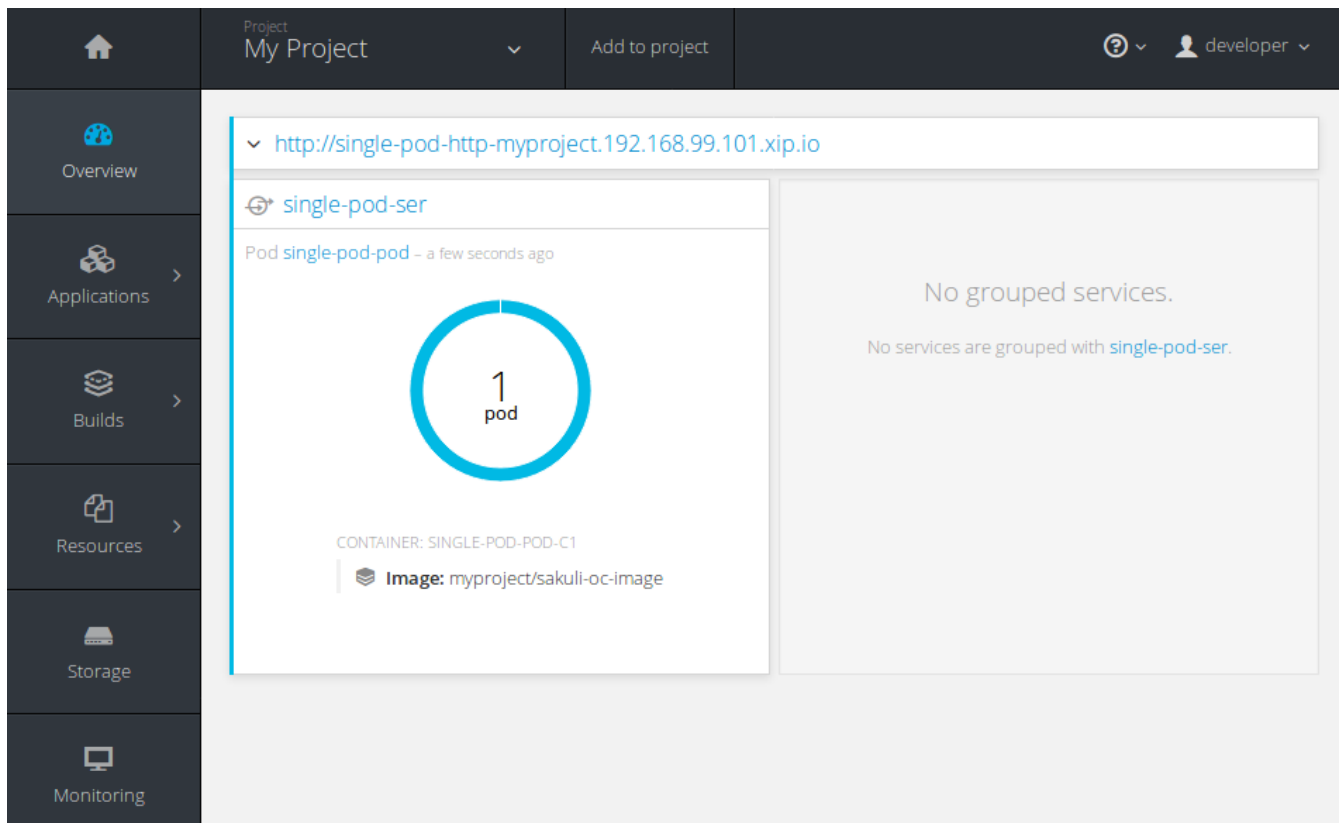 Project
My Project
Add to project
developer
Overview
http://single-pod-http-myproject.192.168.99.101.xip.io
single-pod-ser
Pod single-pod-pod – a few seconds ago
1
pod
No grouped services.
No services are grouped with single-pod-ser.
CONTAINER: SINGLE-POD-POD-C1
Image: myproject/sakuli-oc-image
Applications
Builds
Resources
Storage
Monitoring